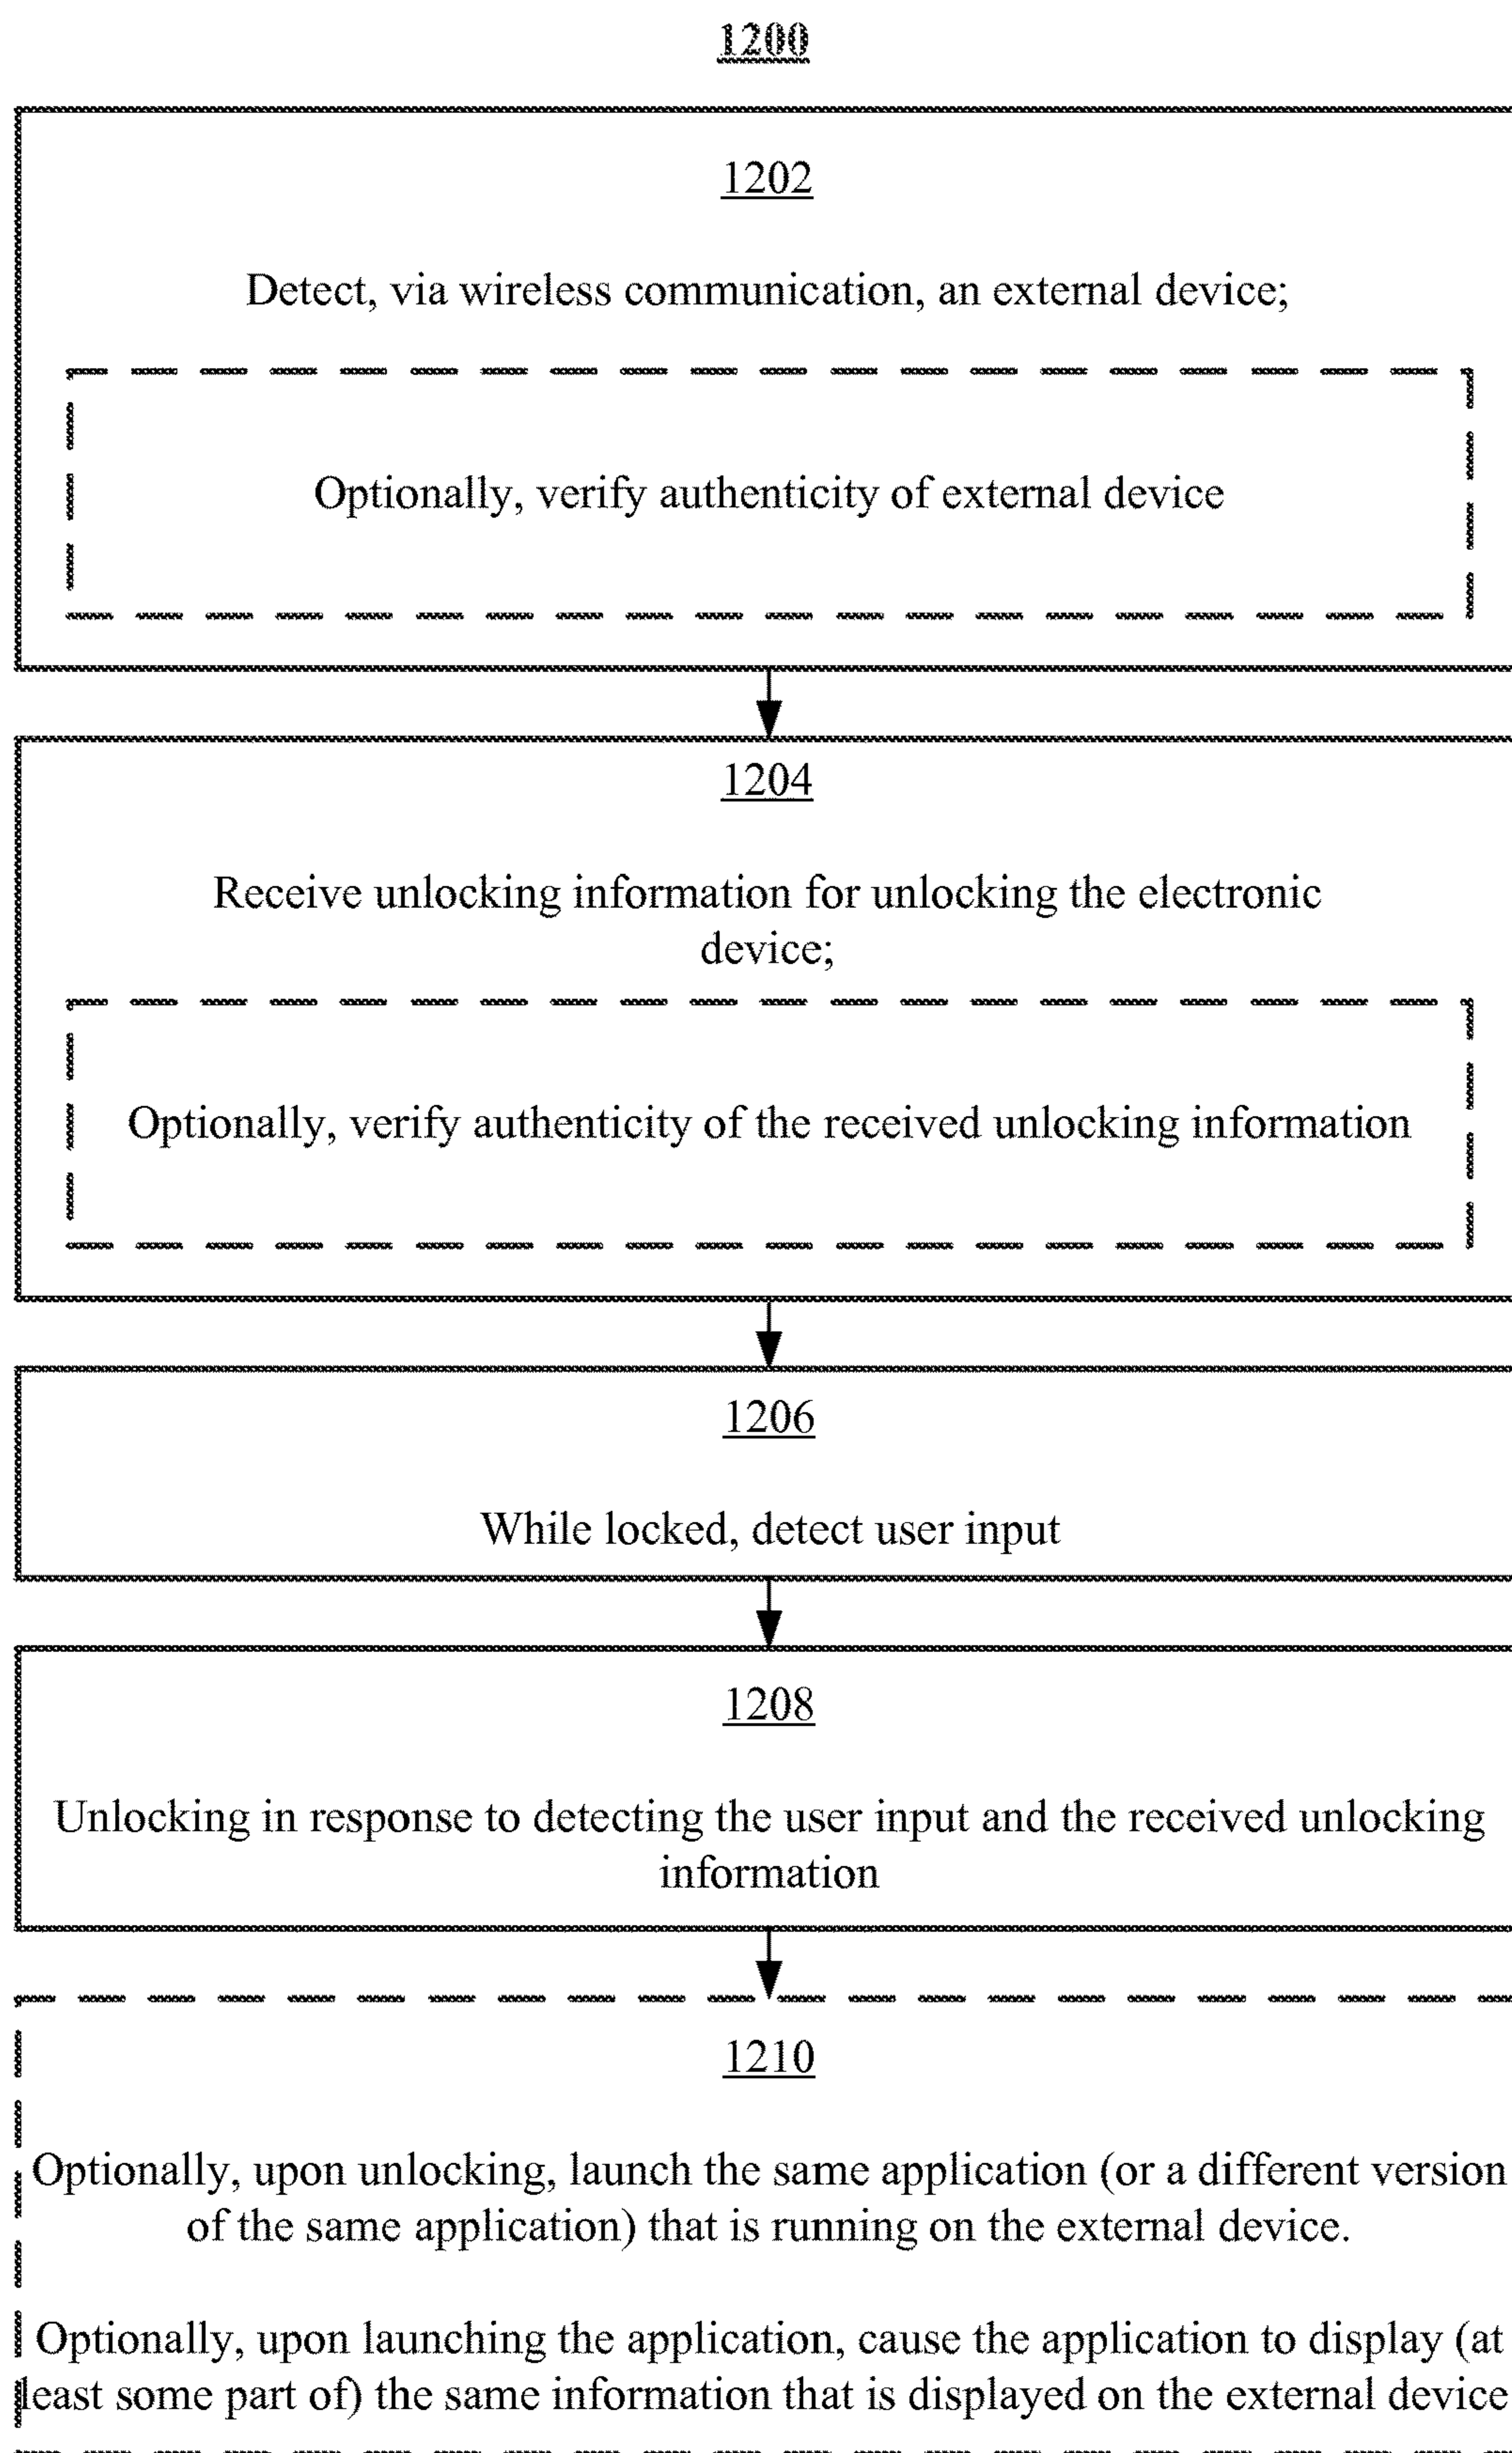 1200
1202
Detect, via wireless communication, an external device;
Optionally, verify authenticity of external device
1204
Receive unlocking information for unlocking the electronic
device;
Optionally, verify authenticity of the received unlocking information
1206
While locked, detect user input
1208
Unlocking in response to detecting the user input and the received unlocking
information
1210
Optionally, upon unlocking, launch the same application (or a different version
of the same application) that is running on the external device.
Optionally, upon launching the application, cause the application to display (at
least some part of) the same information that is displayed on the external device